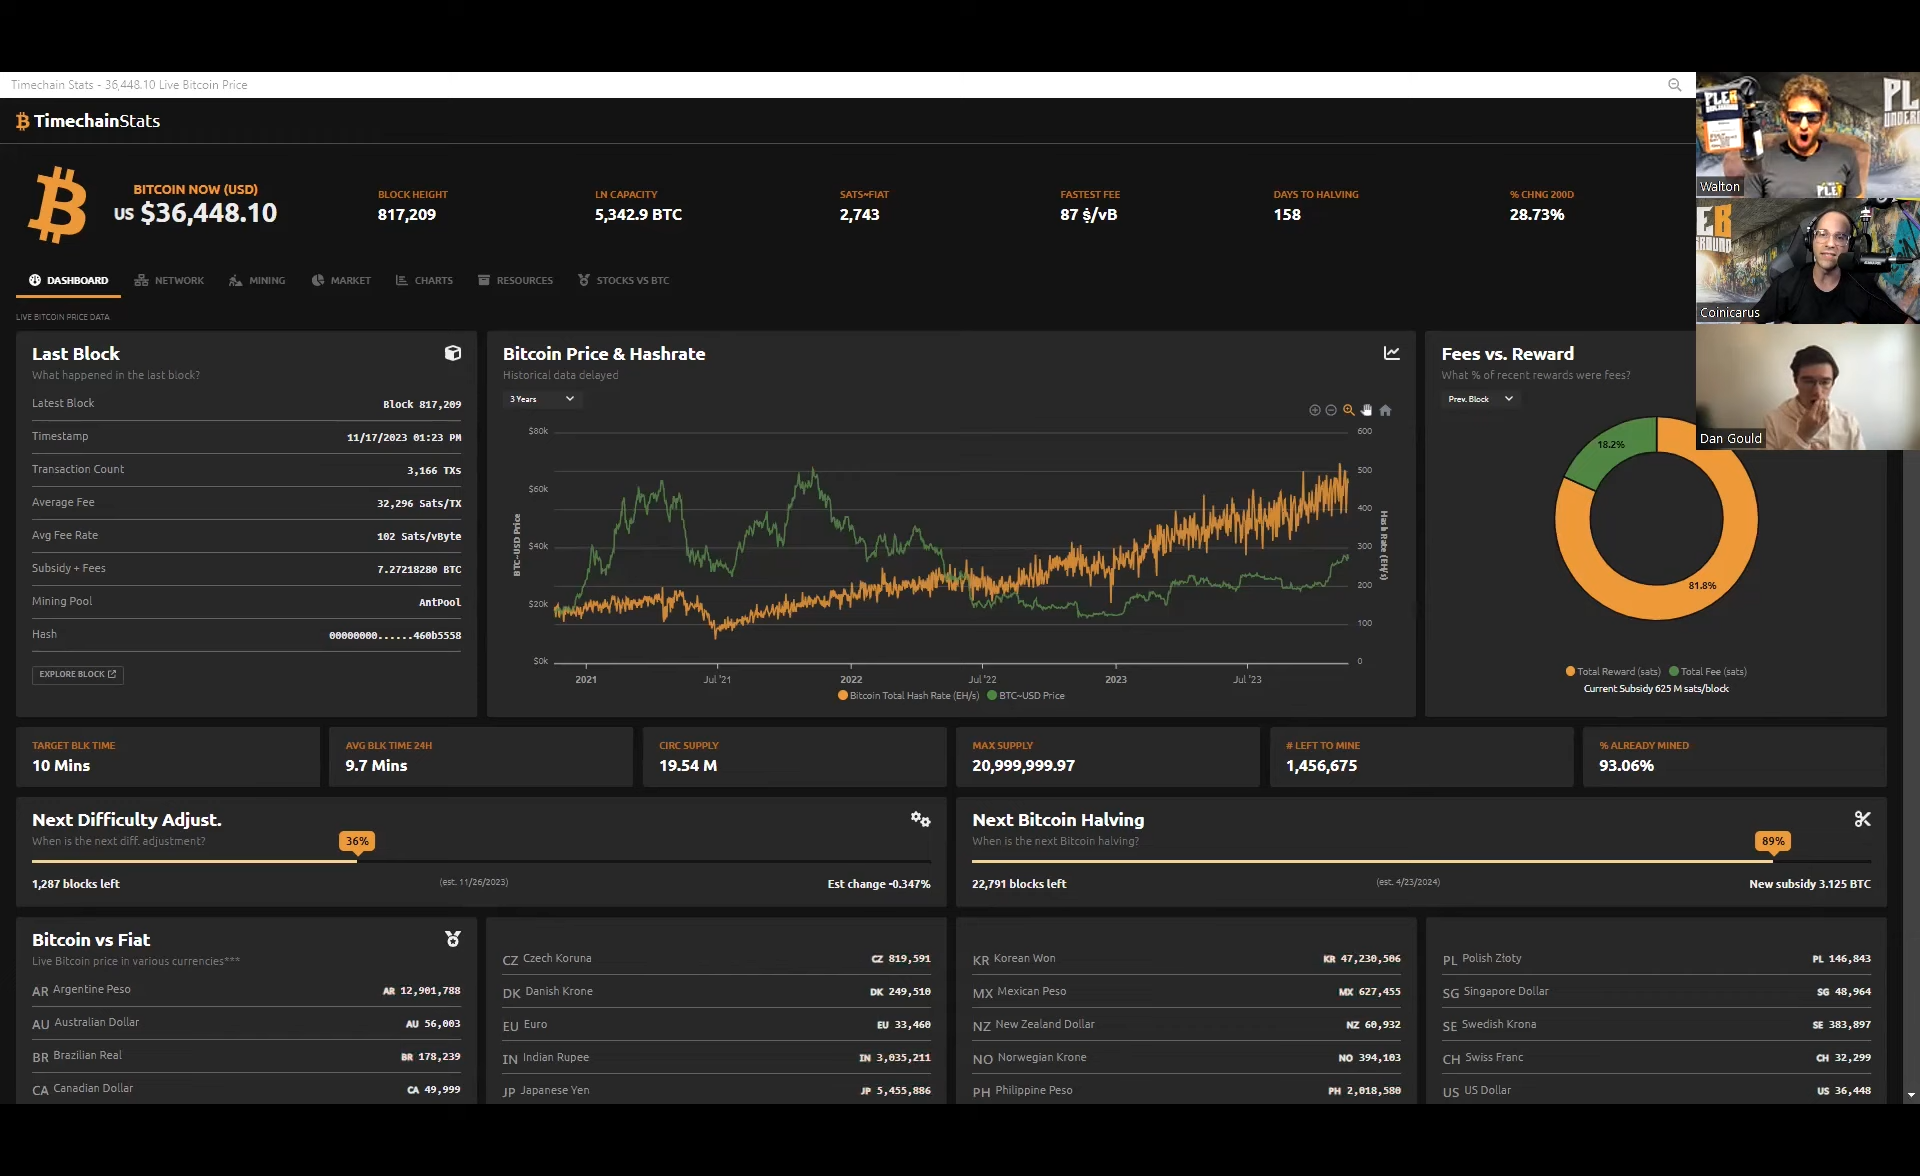 Timechain Stats - 36,448.10 Live Bitcoin Price
TimechainStats
BITCOIN NOW (USD)
US $36,448.10
BLOCK HEIGHT
817,209
LN CAPACITY
5,342.9 BTC
SATS~FIAT
2,743
FASTEST FEE
87 §/vB
DAYS TO HALVING
158
% CHNG 200D
28.73%
DASHBOARD NETWORK MINING MARKET CHARTS RESOURCES STOCKS VS BTC
LIVE BITCOIN PRICE DATA
Last Block
What happened in the last block?
Latest Block Block 817,209
Timestamp 11/17/2023 01:23 PM
Transaction Count 3,166 TXs
Average Fee 32,296 Sats/TX
Avg Fee Rate 102 Sats/vByte
Subsidy + Fees 7.27218280 BTC
Mining Pool AntPool
Hash 00000000......460b5558
EXPLORE BLOCK
Bitcoin Price & Hashrate
Historical data delayed
3 Years
$80k
$60k
$40k
$20k
$0k
BTC~USD Price
600
500
400
300
200
100
0
Hash Rate (EH/s)
2021 Jul '21 2022 Jul '22 2023 Jul '23
Bitcoin Total Hash Rate (EH/s) BTC~USD Price
Fees vs. Reward
What % of recent rewards were fees?
Prev. Block
18.2%
81.8%
Total Reward (sats) Total Fee (sats)
Current Subsidy 625 M sats/block
Walton
Coinicarus
Dan Gould
TARGET BLK TIME
10 Mins
AVG BLK TIME 24H
9.7 Mins
CIRC SUPPLY
19.54 M
MAX SUPPLY
20,999,999.97
# LEFT TO MINE
1,456,675
% ALREADY MINED
93.06%
Next Difficulty Adjust.
When is the next diff. adjustment?
36%
1,287 blocks left (est. 11/26/2023) Est change -0.347%
Next Bitcoin Halving
When is the next Bitcoin halving?
89%
22,791 blocks left (est. 4/23/2024) New subsidy 3.125 BTC
Bitcoin vs Fiat
Live Bitcoin price in various currencies***
AR Argentine Peso AR 12,901,788
AU Australian Dollar AU 56,003
BR Brazilian Real BR 178,239
CA Canadian Dollar CA 49,999
CZ Czech Koruna CZ 819,591
DK Danish Krone DK 249,510
EU Euro EU 33,460
IN Indian Rupee IN 3,035,211
JP Japanese Yen JP 5,455,886
KR Korean Won KR 47,230,506
MX Mexican Peso MX 627,455
NZ New Zealand Dollar NZ 60,932
NO Norwegian Krone NO 394,103
PH Philippine Peso PH 2,018,580
PL Polish Złoty PL 146,843
SG Singapore Dollar SG 48,964
SE Swedish Krona SE 383,897
CH Swiss Franc CH 32,299
US US Dollar US 36,448